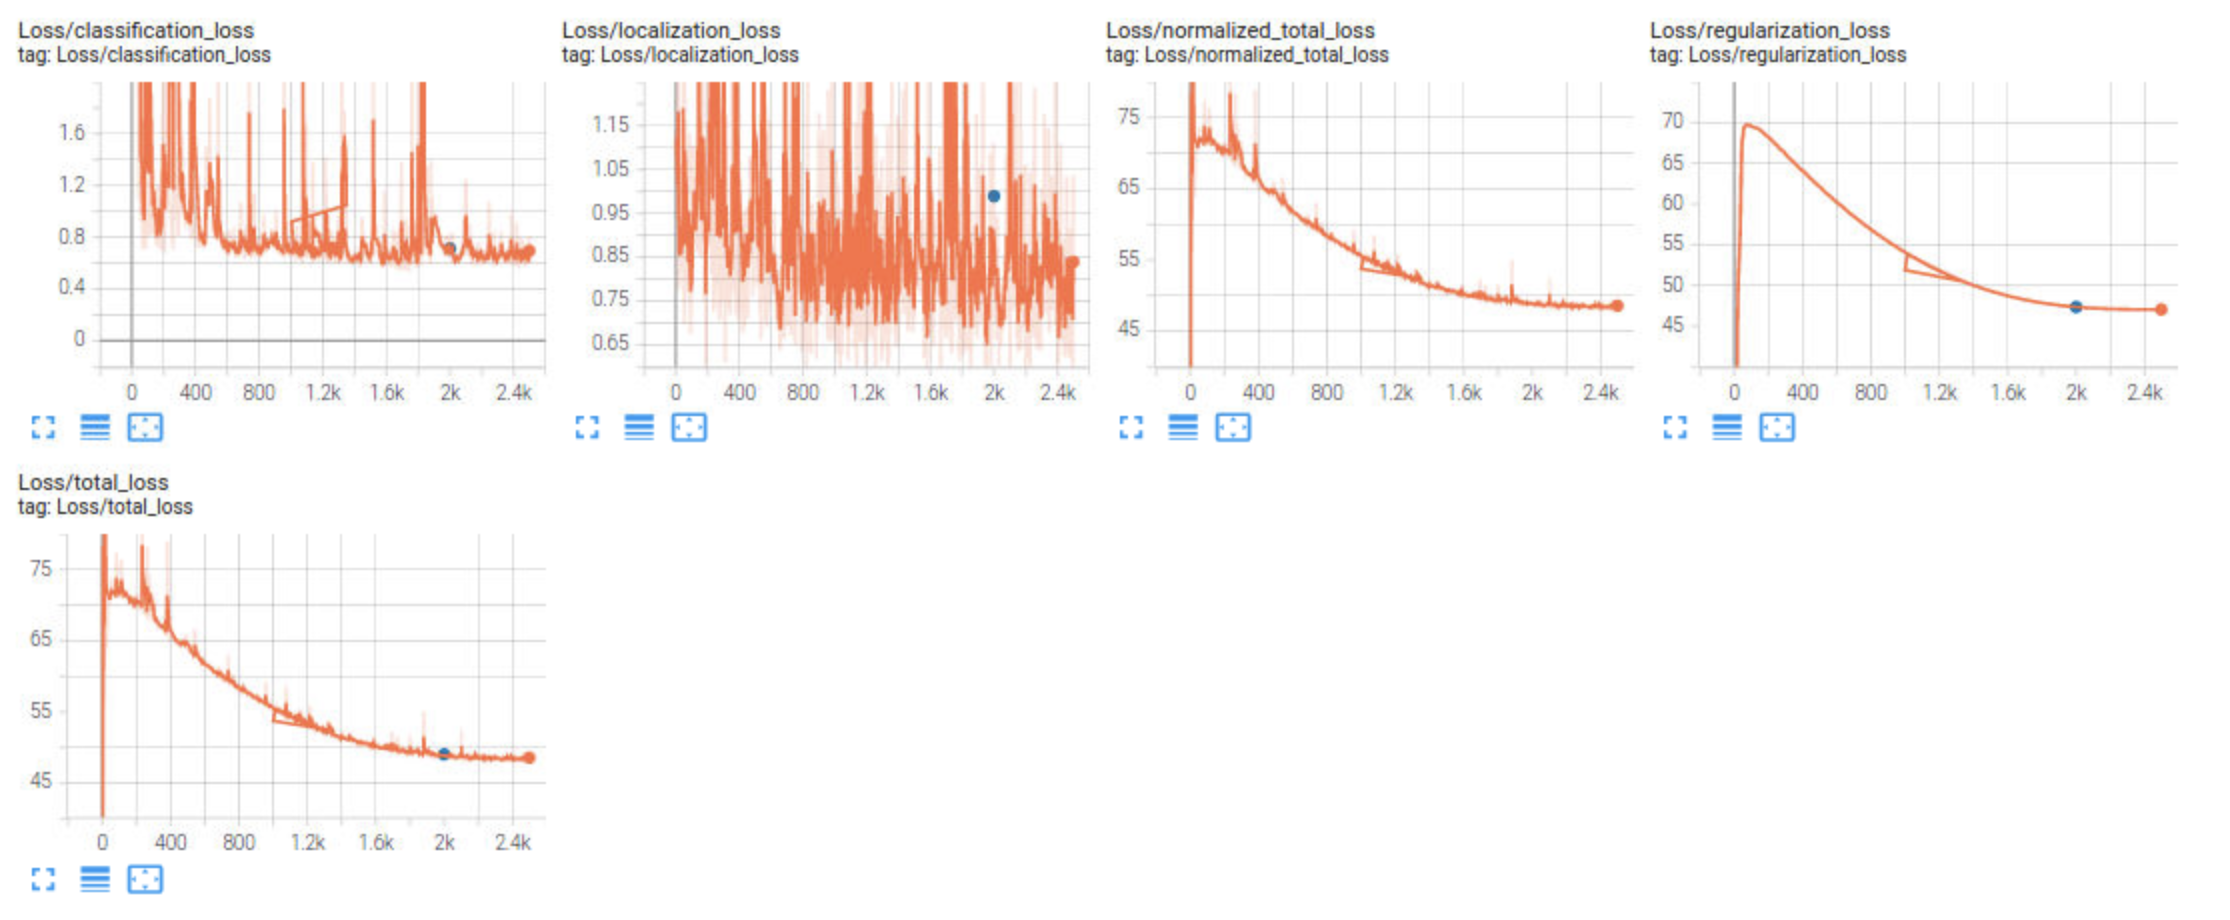 Loss/classification_loss
tag: Loss/classification_loss
1.6
1.2
0.8
0.4
0
0 400 800 1.2k 1.6k 2k 2.4k
Loss/localization_loss
tag: Loss/localization_loss
1.15
1.05
0.95
0.85
0.75
0.65
0 400 800 1.2k 1.6k 2k 2.4k
Loss/normalized_total_loss
tag: Loss/normalized_total_loss
75
65
55
45
0 400 800 1.2k 1.6k 2k 2.4k
Loss/regularization_loss
tag: Loss/regularization_loss
70
65
60
55
50
45
0 400 800 1.2k 1.6k 2k 2.4k
Loss/total_loss
tag: Loss/total_loss
75
65
55
45
0 400 800 1.2k 1.6k 2k 2.4k